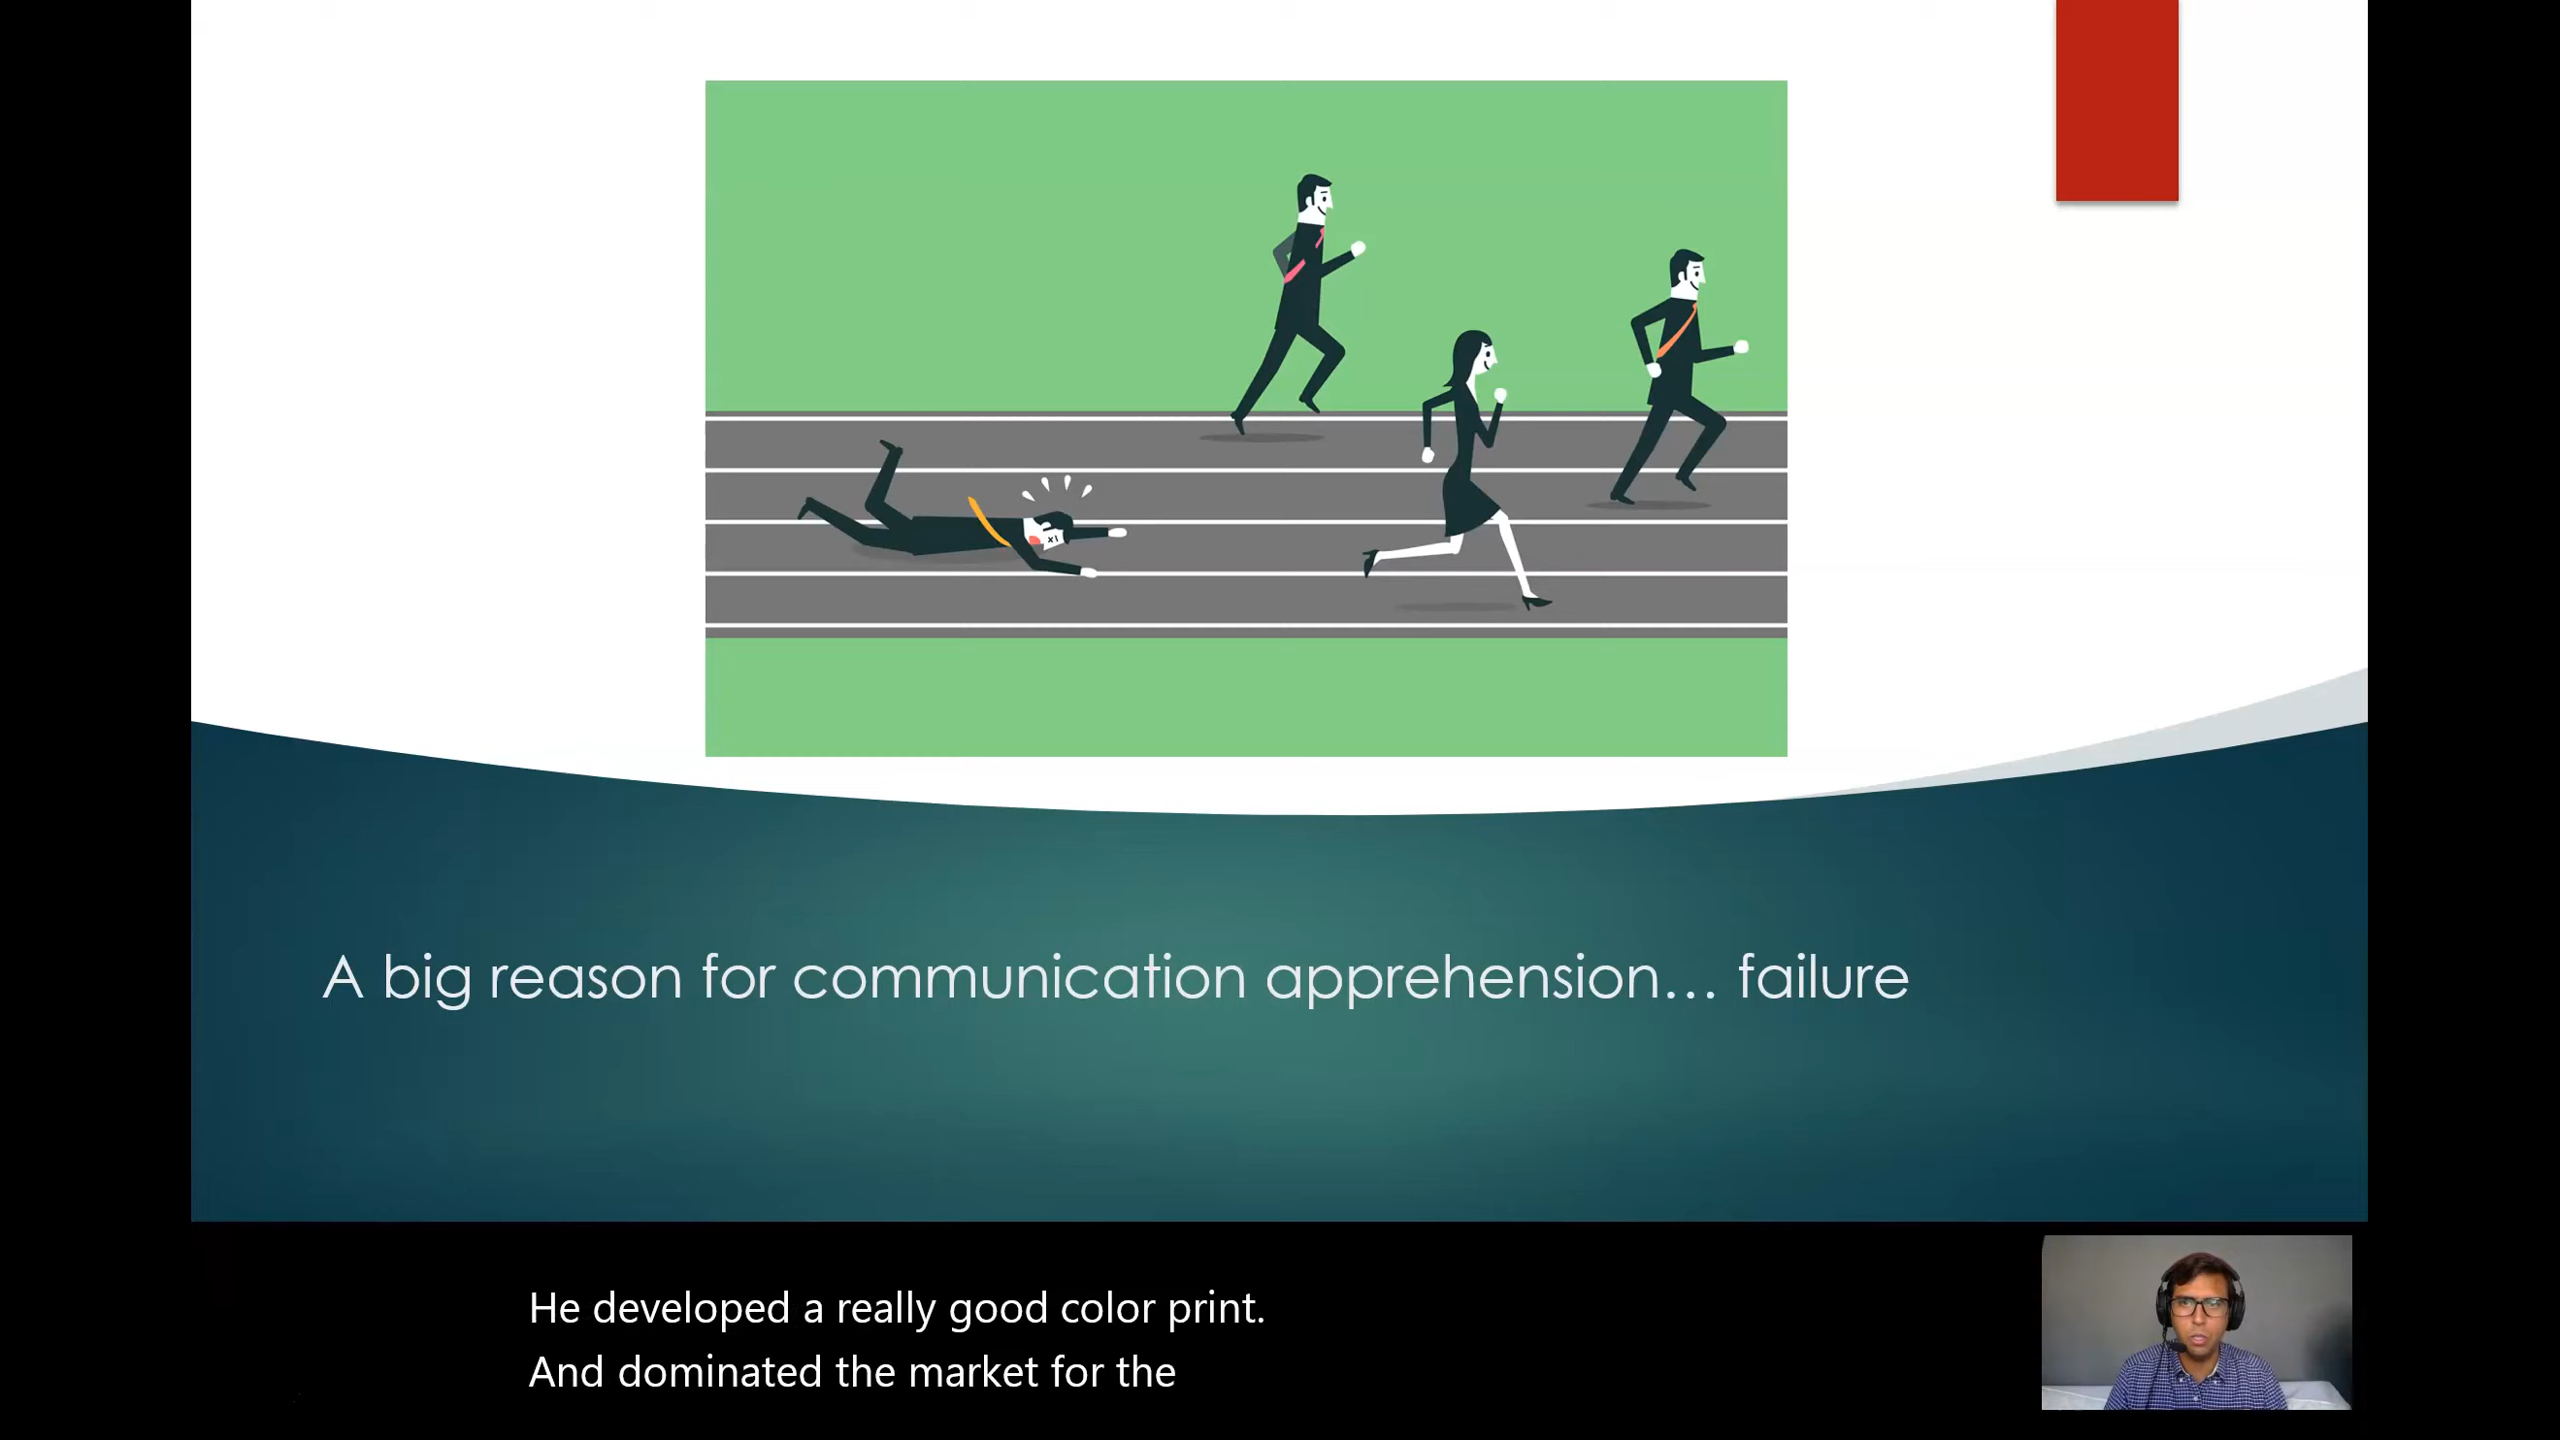 A big reason for communication apprehension... failure
He developed a really good color print.
And dominated the market for the